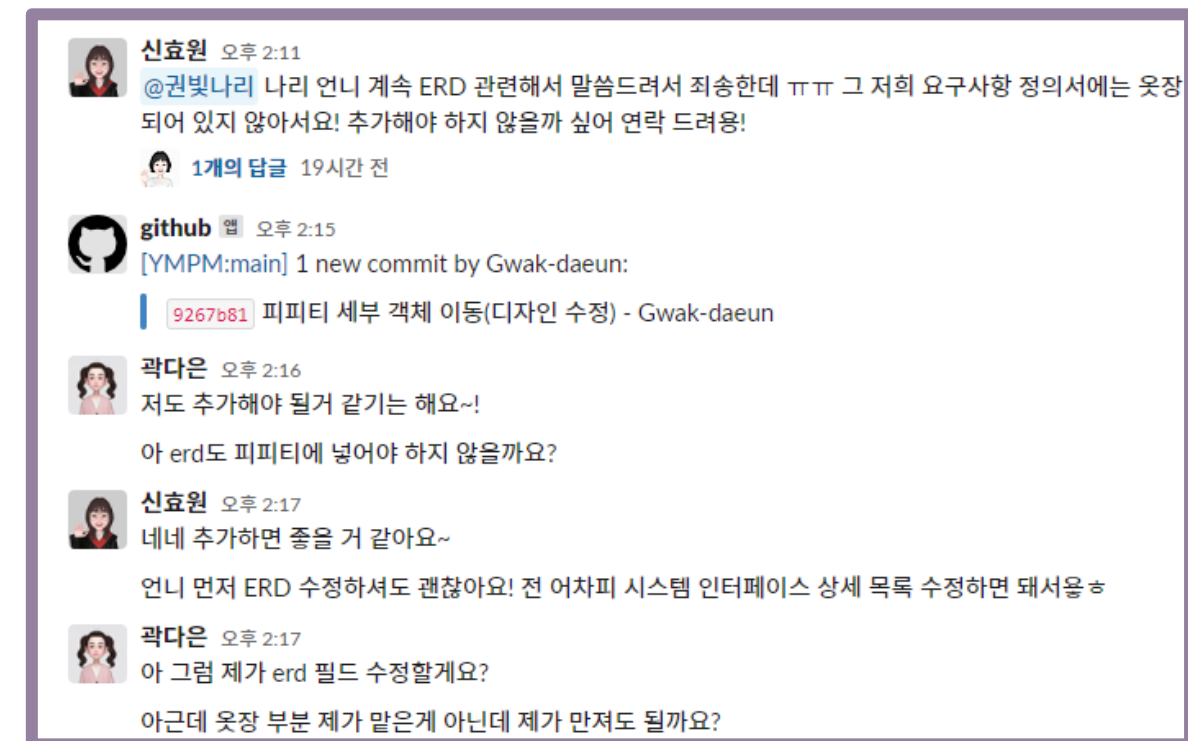 신효원 오후 2:11
@권빛나리 나리 언니 계속 ERD 관련해서 말씀드려서 죄송한데 ㅠㅠ 그 저희 요구사항 정의서에는 옷장
되어 있지 않아서요! 추가해야 하지 않을까 싶어 연락 드려용!
1개의 답글 19시간 전
github 앱 오후 2:15
[YMPM:main] 1 new commit by Gwak-daeun:
9267b81 피피티 세부 객체 이동(디자인 수정) - Gwak-daeun
곽다은 오후 2:16
저도 추가해야 될거 같기는 해요~!
아 erd도 피피티에 넣어야 하지 않을까요?
신효원 오후 2:17
네네 추가하면 좋을 거 같아요~
언니 먼저 ERD 수정하셔도 괜찮아요! 전 어차피 시스템 인터페이스 상세 목록 수정하면 돼서욯ㅎ
곽다은 오후 2:17
아 그럼 제가 erd 필드 수정할게요?
아근데 옷장 부분 제가 맡은게 아닌데 제가 만져도 될까요?